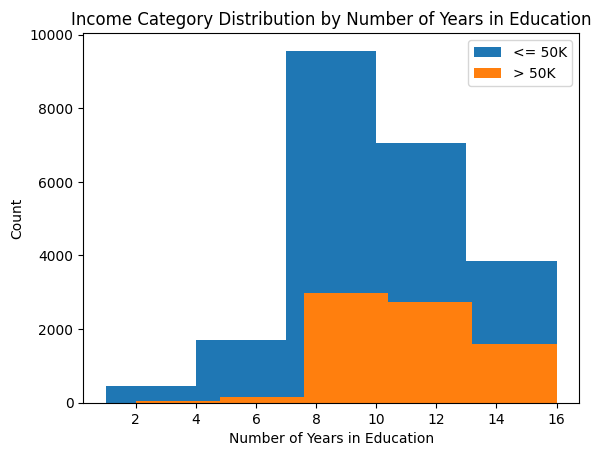 Income Category Distribution by Number of Years in Education
<= 50K
> 50K
10000
8000
6000
4000
2000
0
Count
2 4 6 8 10 12 14 16
Number of Years in Education